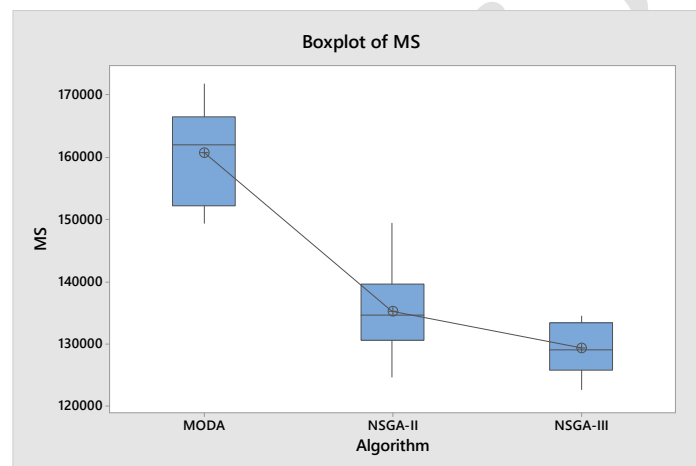 Boxplot of MS
170000
160000
150000
140000
130000
120000
MS
MODA NSGA-II NSGA-III
Algorithm